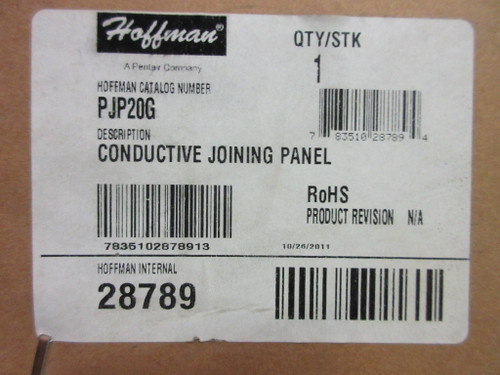 Hoffman®
A Pentair Company
QTY/STK
1
HOFFMAN CATALOG NUMBER
PJP20G
7 83510 28789 4
DESCRIPTION
CONDUCTIVE JOINING PANEL
RoHS
PRODUCT REVISION N/A
7835102878913
10/26/2011
HOFFMAN INTERNAL
28789